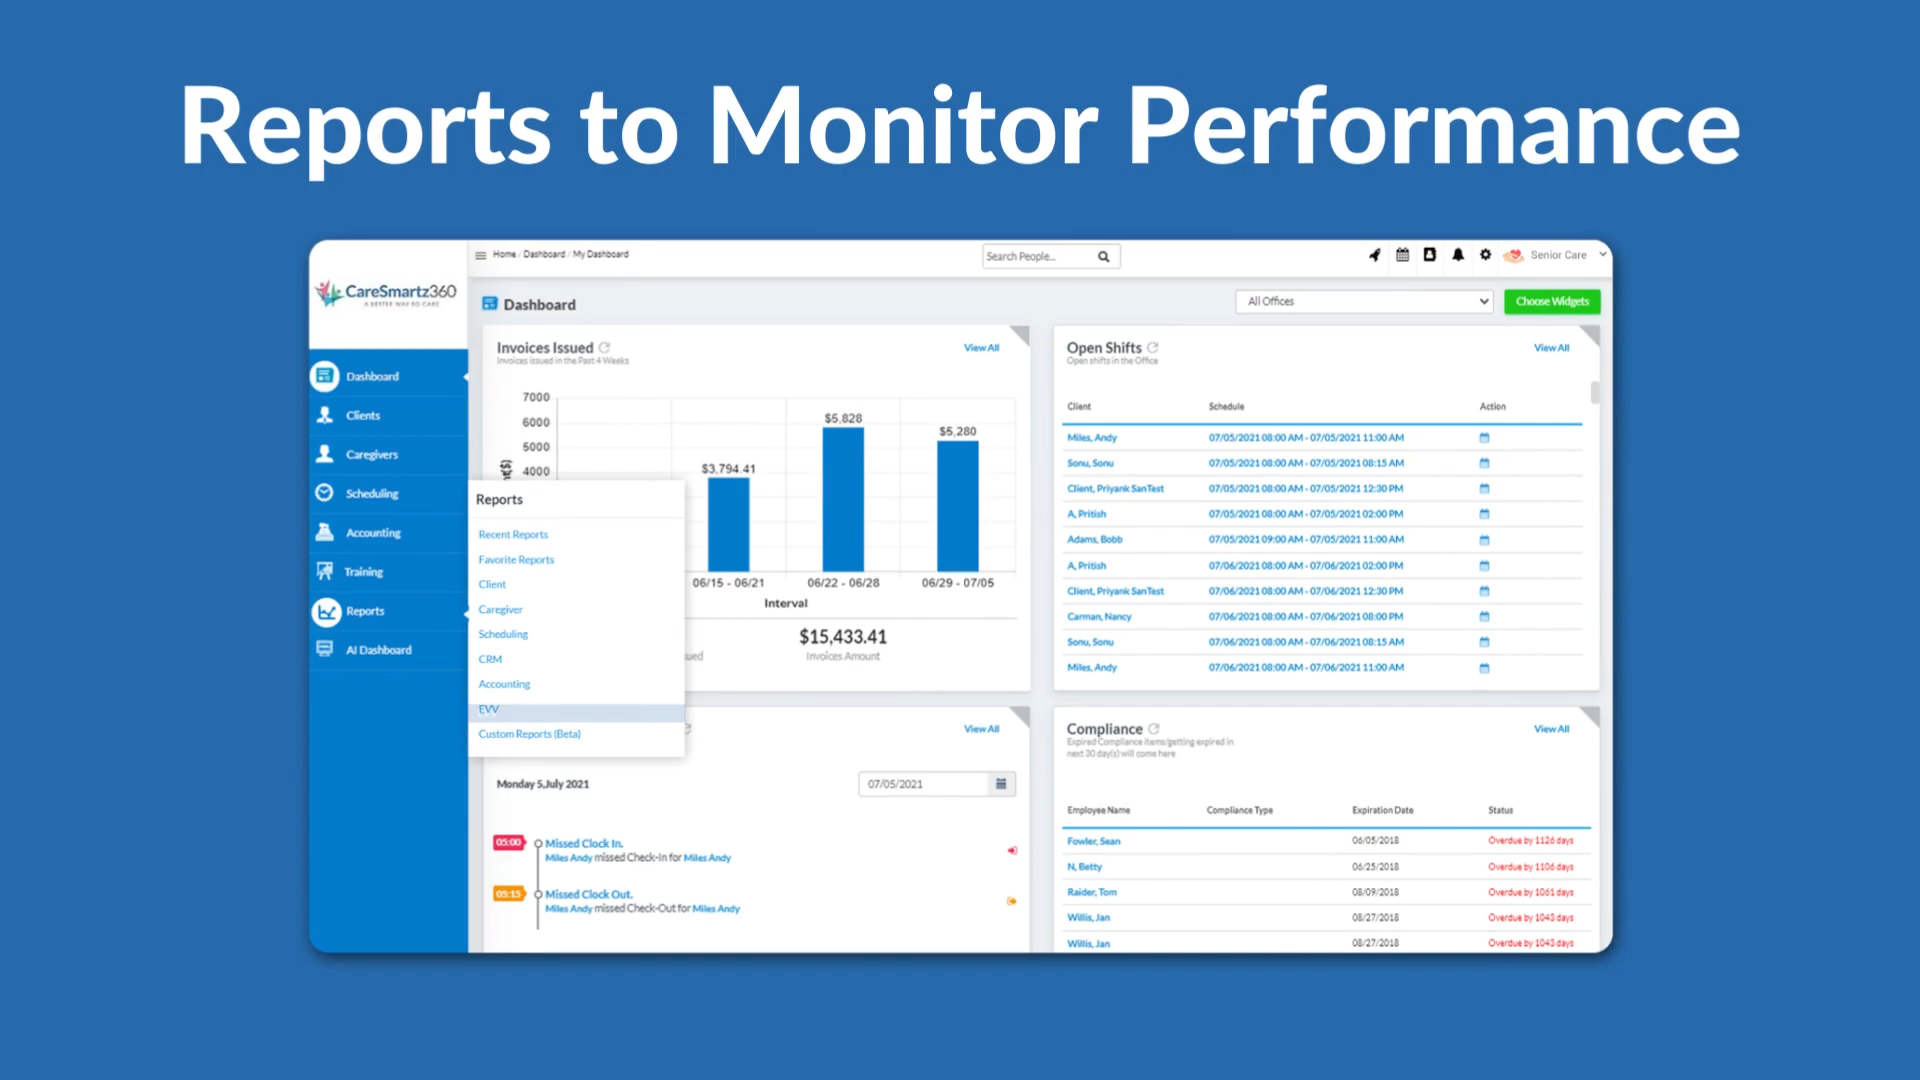 Reports to Monitor Performance
CareSmartz360
A BETTER WAY TO CARE
Home / Dashboard / My Dashboard
Search People...
Senior Care
Dashboard
All Offices
Choose Widgets
Dashboard
Clients
Caregivers
Scheduling
Accounting
Training
Reports
AI Dashboard
Reports
Recent Reports
Favorite Reports
Client
Caregiver
Scheduling
CRM
Accounting
EVV
Custom Reports (Beta)
Invoices Issued
View All
Invoices issued in the Past 4 Weeks
7000
6000
5000
4000
$3,794.41
$5,828
$5,280
06/15 - 06/21
06/22 - 06/28
06/29 - 07/05
Interval
$15,433.41
Invoices Amount
Open Shifts
View All
Open shifts in the Office
Client Schedule Action
Miles, Andy 07/05/2021 08:00 AM - 07/05/2021 11:00 AM
Sonu, Sonu 07/05/2021 08:00 AM - 07/05/2021 08:15 AM
Client, Priyank SanTest 07/05/2021 08:00 AM - 07/05/2021 12:30 PM
A, Pritish 07/05/2021 08:00 AM - 07/05/2021 02:00 PM
Adams, Bobb 07/05/2021 09:00 AM - 07/05/2021 11:00 AM
A, Pritish 07/06/2021 08:00 AM - 07/06/2021 02:00 PM
Client, Priyank SanTest 07/06/2021 08:00 AM - 07/06/2021 12:30 PM
Carman, Nancy 07/06/2021 08:00 AM - 07/06/2021 08:00 PM
Sonu, Sonu 07/06/2021 08:00 AM - 07/06/2021 08:15 AM
Miles, Andy 07/06/2021 08:00 AM - 07/06/2021 11:00 AM
View All
Monday 5,July 2021
07/05/2021
05:00
Missed Clock In.
Miles Andy missed Check-In for Miles Andy
05:15
Missed Clock Out.
Miles Andy missed Check-Out for Miles Andy
Compliance
View All
Expired Compliance items/getting expired in
next 30 day(s) will come here
Employee Name Compliance Type Expiration Date Status
Fowler, Sean 06/05/2018 Overdue by 1126 days
N, Betty 06/25/2018 Overdue by 1106 days
Raider, Tom 08/09/2018 Overdue by 1061 days
Willis, Jan 08/27/2018 Overdue by 1043 days
Willis, Jan 08/27/2018 Overdue by 1043 days